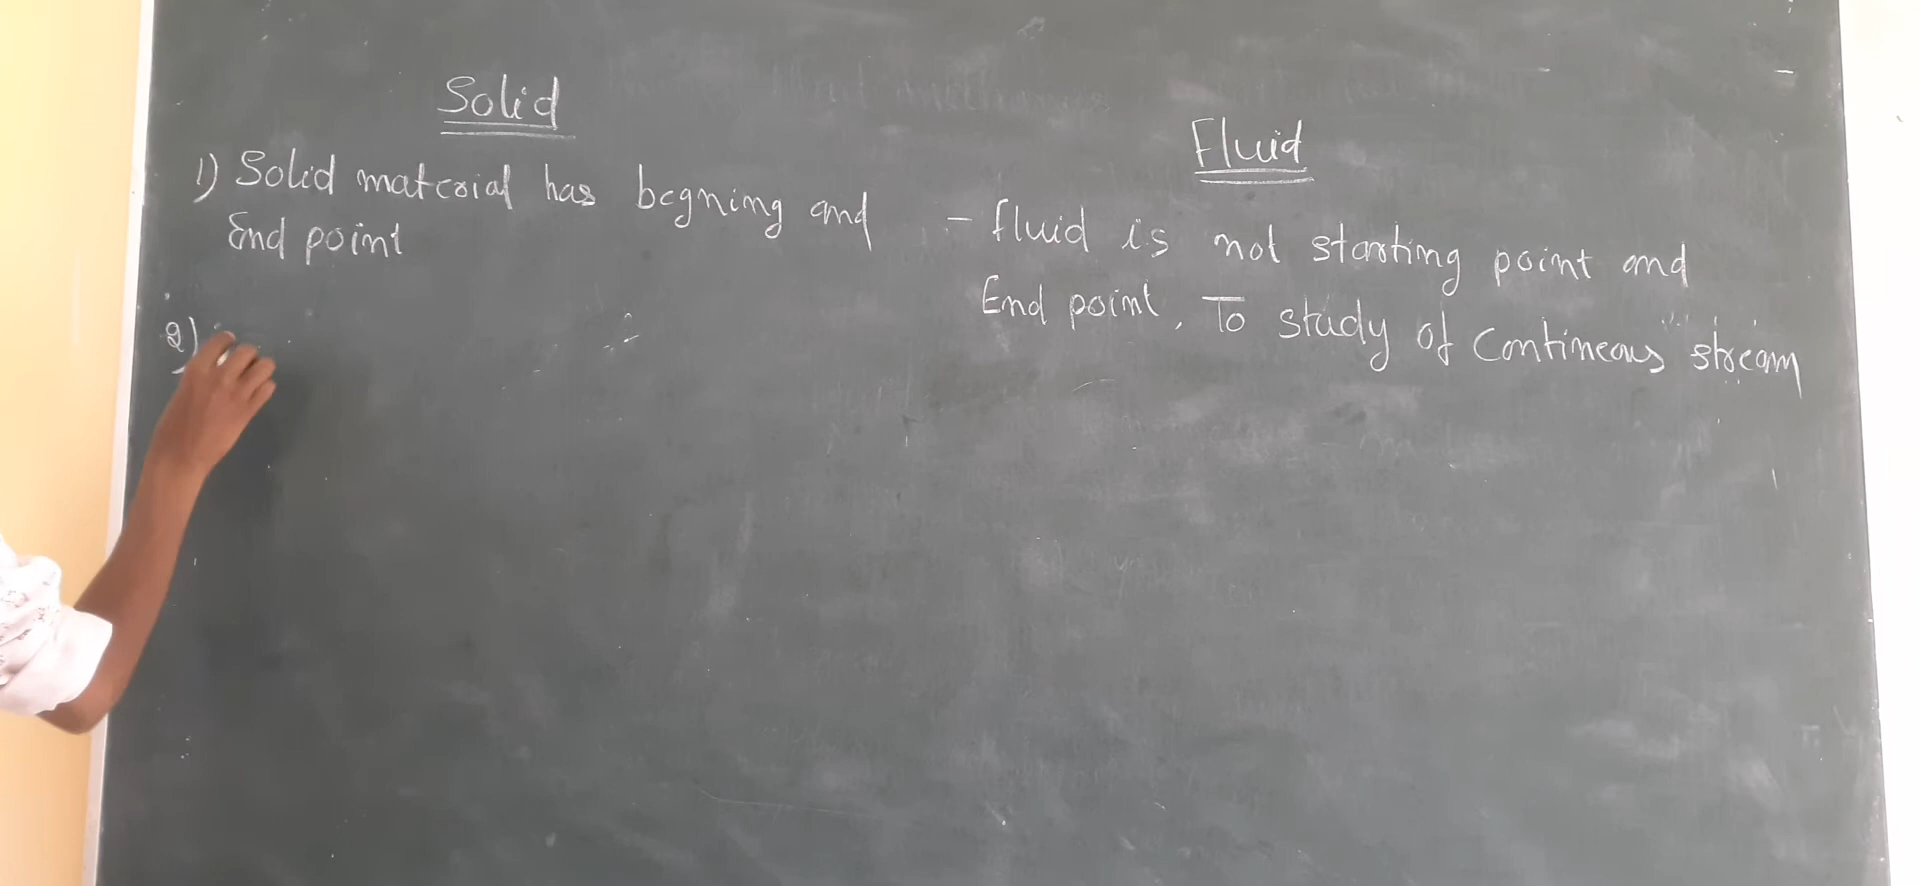 Solid
1) Solid material has begning and
End point
2)
Fluid
- fluid is not starting point and
End point, To study of Contineous stream